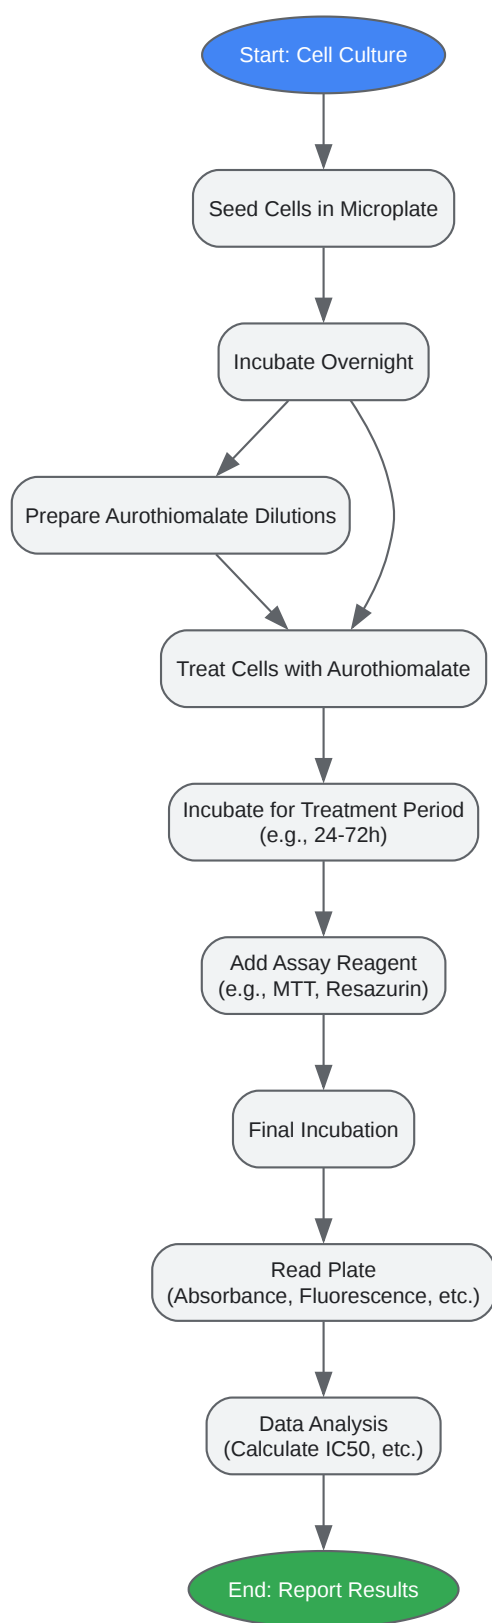 Start: Cell Culture
Seed Cells in Microplate
Incubate Overnight
Prepare Aurothiomalate Dilutions
Treat Cells with Aurothiomalate
Incubate for Treatment Period
(e.g., 24-72h)
Add Assay Reagent
(e.g., MTT, Resazurin)
Final Incubation
Read Plate
(Absorbance, Fluorescence, etc.)
Data Analysis
(Calculate IC50, etc.)
End: Report Results